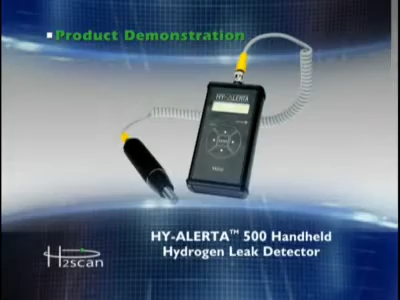 Product Demonstration
HY-ALERTA
HY-ALERTA™ 500 Handheld
Hydrogen Leak Detector
H2scan